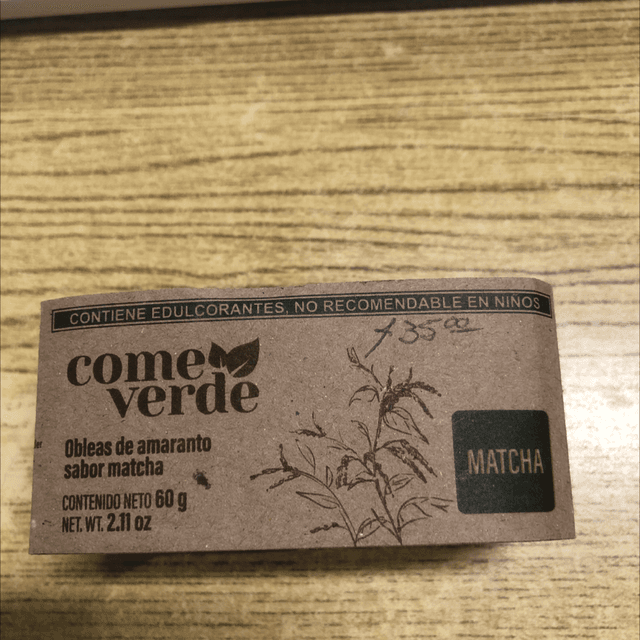 CONTIENE EDULCORANTES, NO RECOMENDABLE EN NIÑOS
35.00
come
verde
Obleas de amaranto
sabor matcha
CONTENIDO NETO 60 g
NET. WT. 2.11 oz
MATCHA